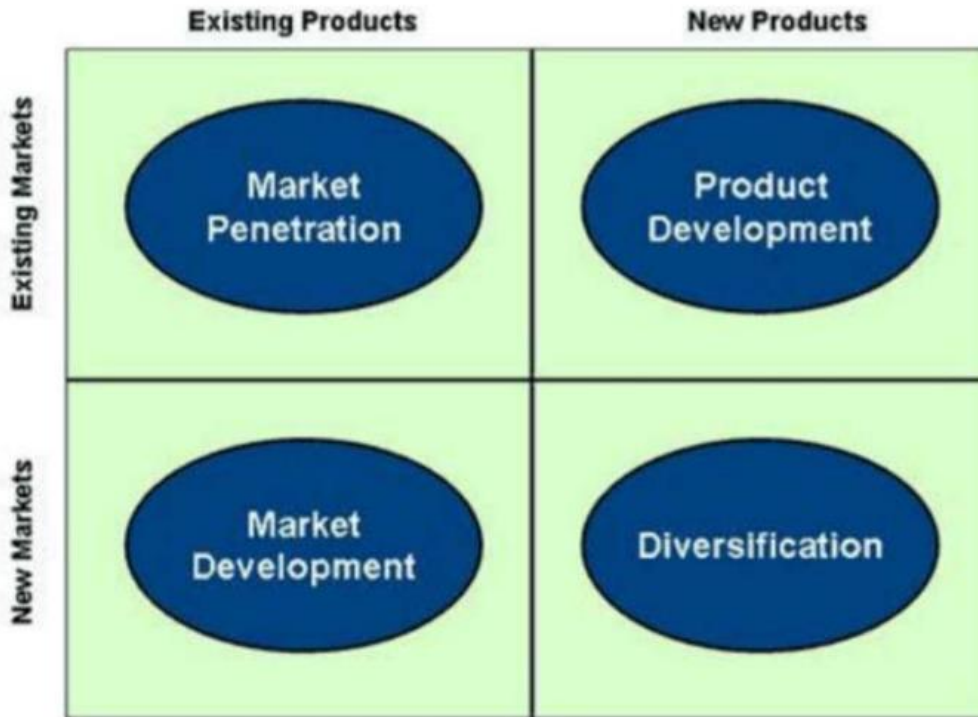 Existing Products
New Products
Existing Markets
Market
Penetration
Product
Development
New Markets
Market
Development
Diversification